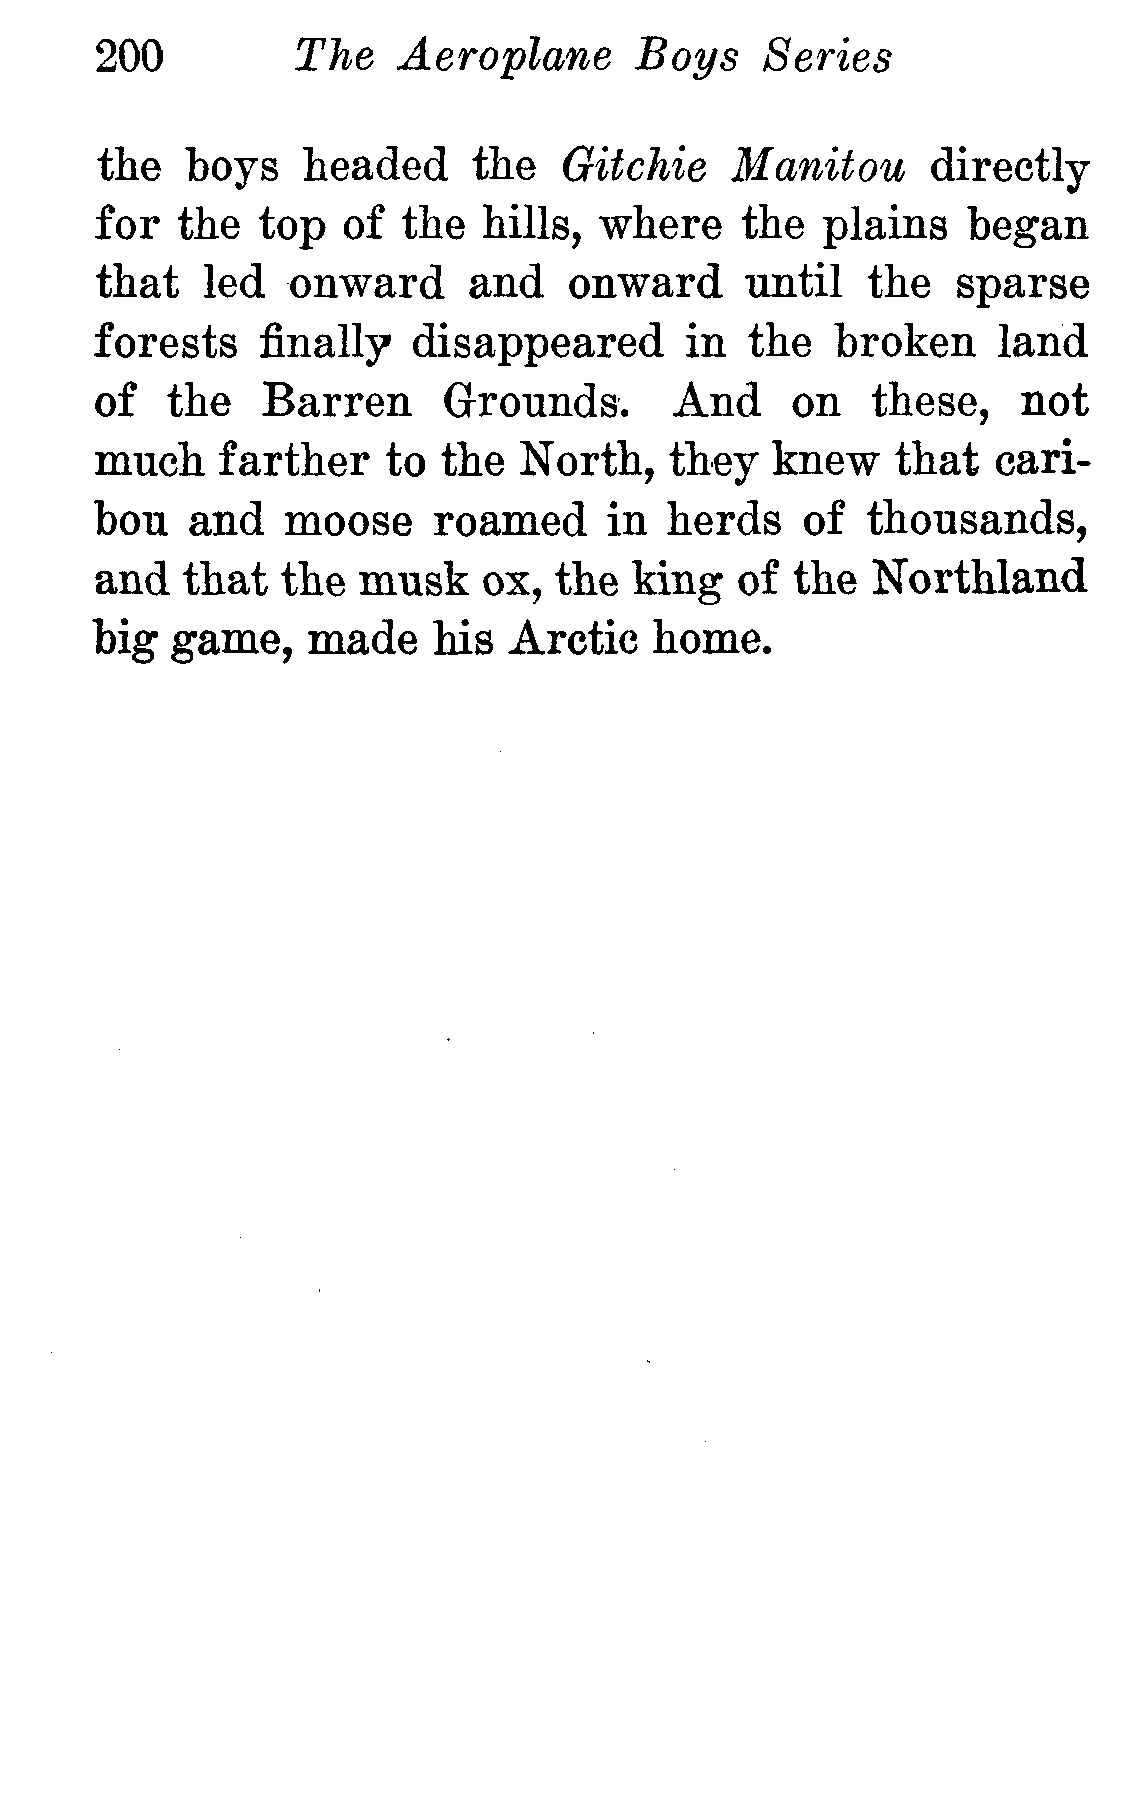 200 The Aeroplane Boys Series
the boys headed the Gitchie Manitou directly
for the top of the hills, where the plains began
that led onward and onward until the sparse
forests finally disappeared in the broken land
of the Barren Grounds. And on these, not
much farther to the North, they knew that cari-
bou and moose roamed in herds of thousands,
and that the musk ox, the king of the Northland
big game, made his Arctic home.